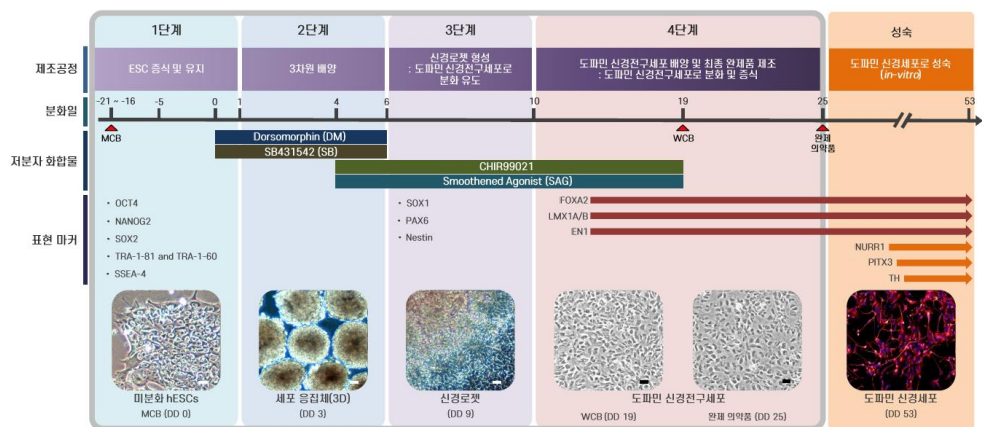 1단계
2단계
3단계
4단계
성숙
제조공정
ESC 증식 및 유지
3차원 배양
신경로젯 형성
: 도파민 신경전구세포로
분화 유도
도파민 신경전구세포 배양 및 최종 완제품 제조
: 도파민 신경전구세포로 분화 및 증식
도파민 신경세포로 성숙
(in-vitro)
분화일
-21 ~ -16
-5
0
1
4
6
10
19
25
53
MCB
WCB
완제
의약품
저분자 화합물
Dorsomorphin (DM)
SB431542 (SB)
CHIR99021
Smoothened Agonist (SAG)
표현 마커
• OCT4
• NANOG2
• SOX2
• TRA-1-81 and TRA-1-60
• SSEA-4
• SOX1
• PAX6
• Nestin
FOXA2
LMX1A/B
EN1
NURR1
PITX3
TH
미분화 hESCs
MCB (DD 0)
세포 응집체(3D)
(DD 3)
신경로젯
(DD 9)
도파민 신경전구세포
WCB (DD 19)
완제 의약품 (DD 25)
도파민 신경세포
(DD 53)